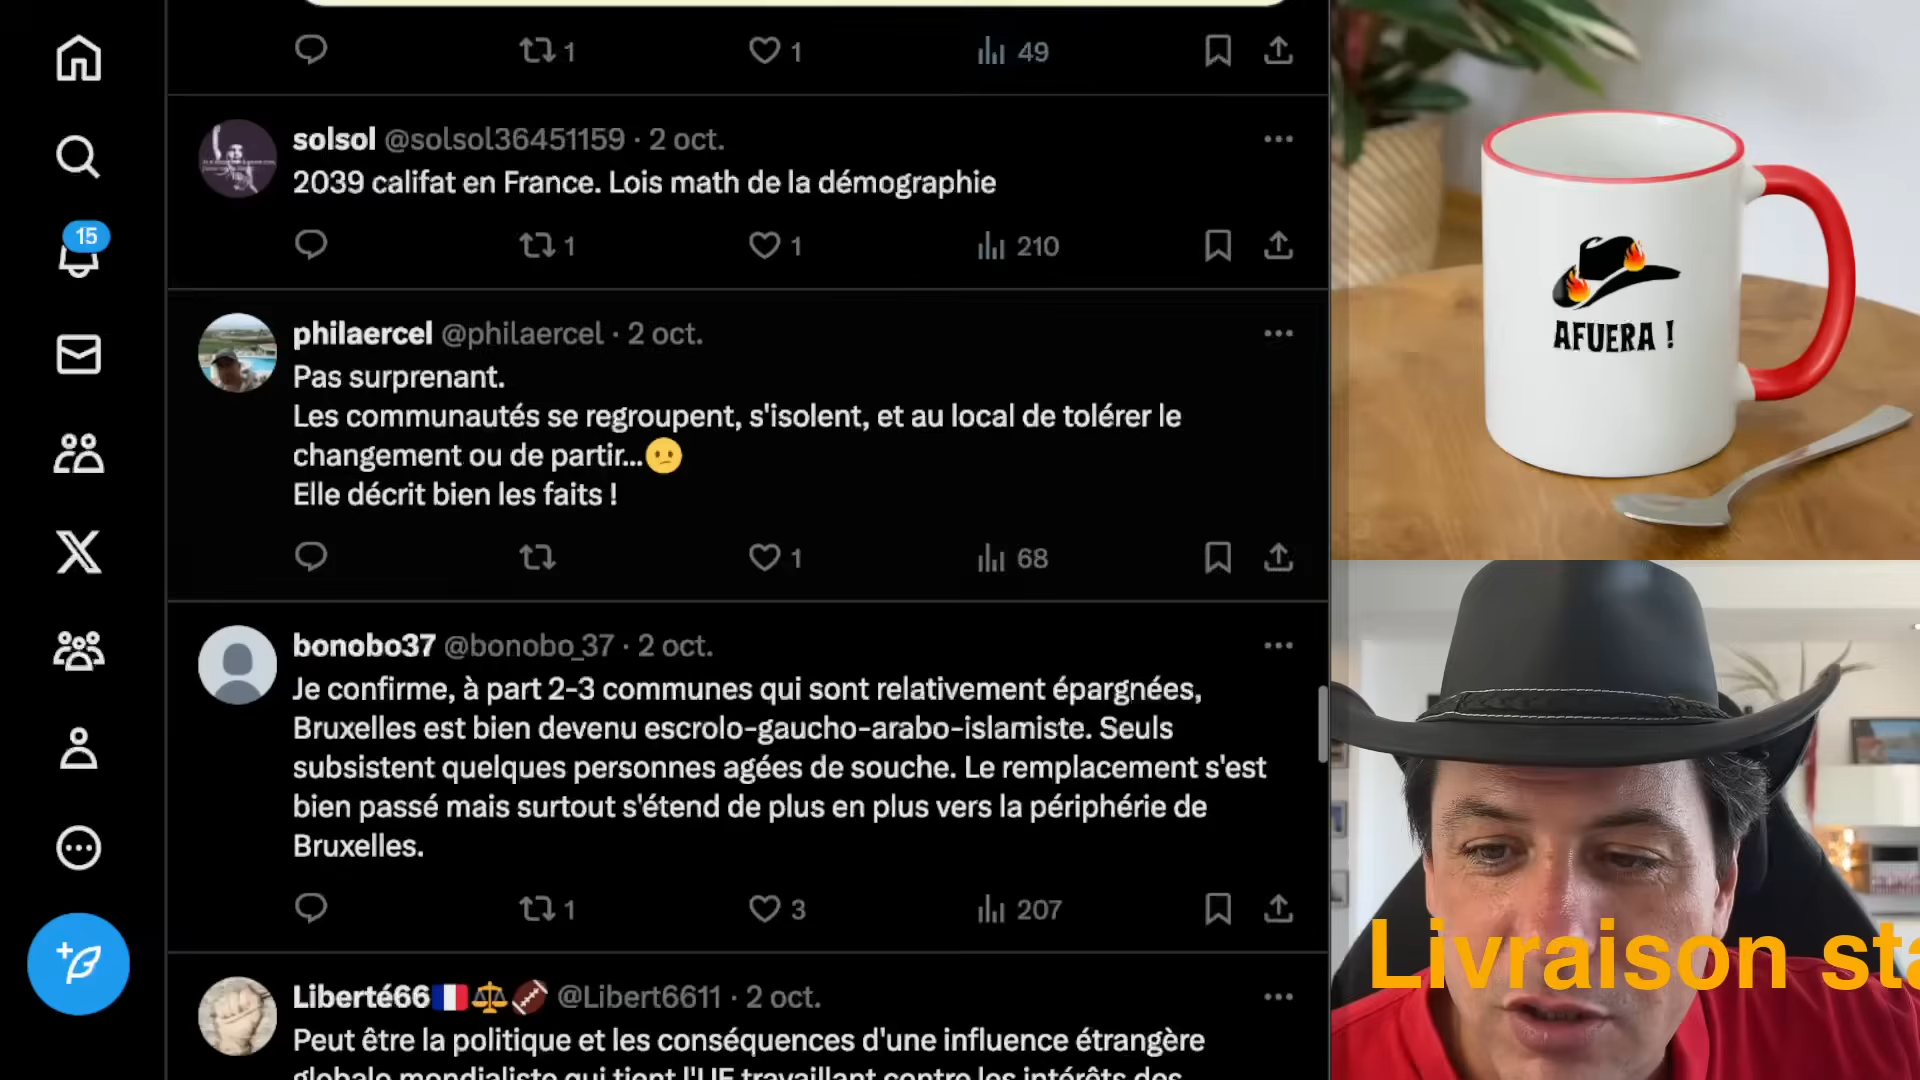 1
1
49
solsol @solsol36451159 · 2 oct.
2039 califat en France. Lois math de la démographie
1
1
210
philaercel @philaercel · 2 oct.
Pas surprenant.
Les communautés se regroupent, s'isolent, et au local de tolérer le
changement ou de partir...
Elle décrit bien les faits !
1
68
bonobo37 @bonobo_37 · 2 oct.
Je confirme, à part 2-3 communes qui sont relativement épargnées,
Bruxelles est bien devenu escrolo-gaucho-arabo-islamiste. Seuls
subsistent quelques personnes agées de souche. Le remplacement s'est
bien passé mais surtout s'étend de plus en plus vers la périphérie de
Bruxelles.
1
3
207
Liberté66 @Libert6611 · 2 oct.
Peut être la politique et les conséquences d'une influence étrangère
globale mondialiste qui tient l'UE travaillant contre les intérêts des
15
AFUERA !
Livraison sta